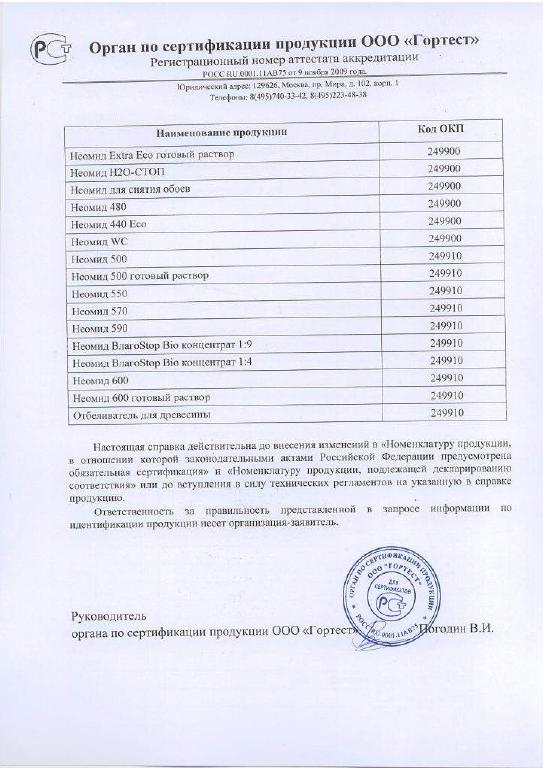 Орган по сертификации продукции ООО «Гортест»
Регистрационный номер аттестата аккредитации
РОСС RU.0001.11АВ75 от 9 ноября 2009 года.
Юридический адрес: 129626, Москва, пр. Мира, д. 102, корп. 1
Телефоны: 8(495)740-33-42, 8(495)223-48-38
Наименование продукции Код ОКП
Неомид Extra Eco готовый раствор 249900
Неомид Н2О-СТОП 249900
Неомид для снятия обоев 249900
Неомид 480 249900
Неомид 440 Eco 249900
Неомид WC 249900
Неомид 500 249910
Неомид 500 готовый раствор 249910
Неомид 550 249910
Неомид 570 249910
Неомид 590 249910
Неомид ВлагоStop Bio концентрат 1:9 249910
Неомид ВлагоStop Bio концентрат 1:4 249910
Неомид 600 249910
Неомид 600 готовый раствор 249910
Отбеливатель для древесины 249910
Настоящая справка действительна до внесения изменений в «Номенклатуру продукции,
в отношении которой законодательными актами Российской Федерации предусмотрена
обязательная сертификация» и «Номенклатуру продукции, подлежащей декларированию
соответствия» или до вступления в силу технических регламентов на указанную в справке
продукцию.
Ответственность за правильность представленной в запросе информации по
идентификации продукции несет организация-заявитель.
ОРГАН ПО СЕРТИФИКАЦИИ ПРОДУКЦИИ
ООО "ГОРТЕСТ"
ДЛЯ
СЕРТИФИКАТОВ
РОСС RU.0001.11АВ75
Руководитель
органа по сертификации продукции ООО «Гортест» Погодин В.И.